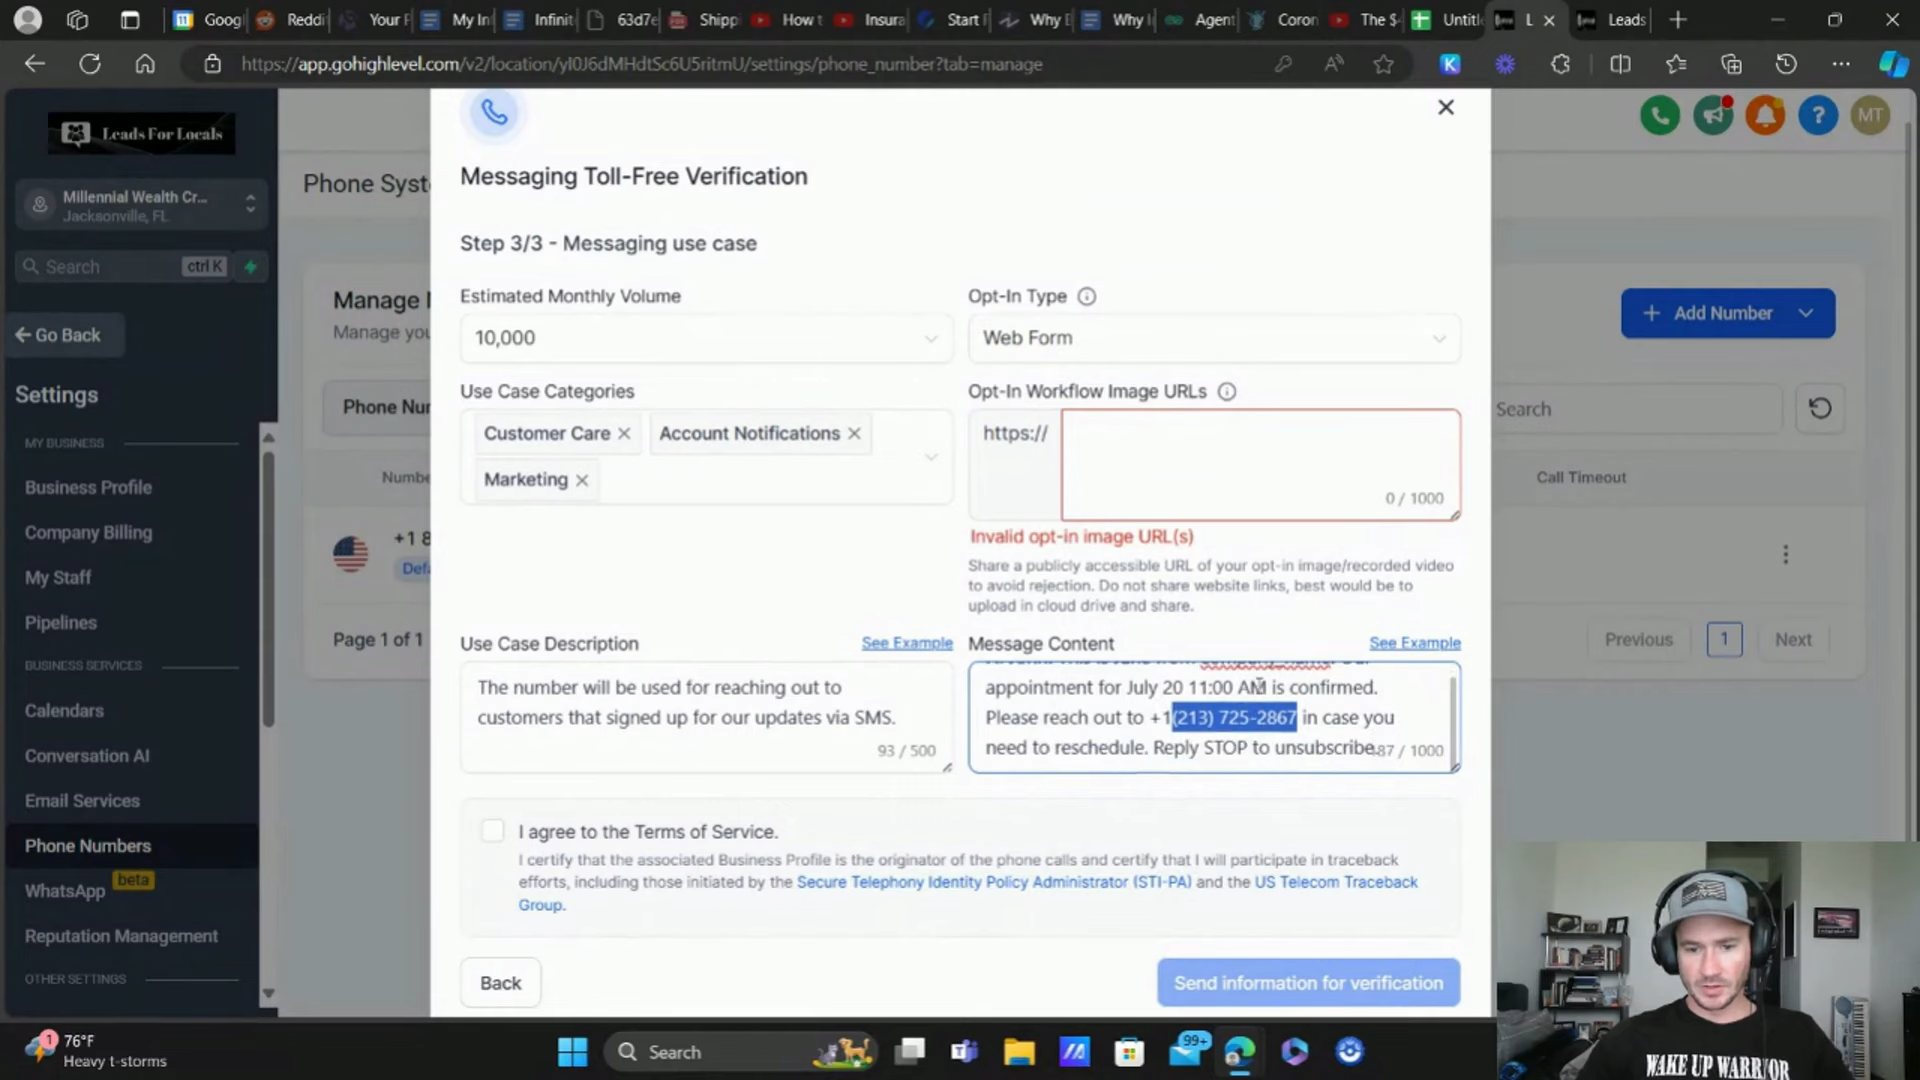 Googl
Reddi
Your F
My In
Infinit
63d7e
Shipp
How t
Insura
Start F
Why E
Why I
Agent
Coron
The $
Untitl
L
Leads
https://app.gohighlevel.com/v2/location/yI0J6dMHdtSc6U5ritmU/settings/phone_number?tab=manage
Leads For Locals
Millennial Wealth Cr...
Jacksonville, FL
Search
ctrl K
Go Back
Settings
MY BUSINESS
Business Profile
Company Billing
My Staff
Pipelines
BUSINESS SERVICES
Calendars
Conversation AI
Email Services
Phone Numbers
WhatsApp
beta
Reputation Management
OTHER SETTINGS
Phone Syst
Manage
Manage you
Phone Nur
Numbe
+1 8
Page 1 of 1
MT
Add Number
Search
Call Timeout
Previous
1
Next
Messaging Toll-Free Verification
Step 3/3 - Messaging use case
Estimated Monthly Volume
10,000
Opt-In Type
Web Form
Use Case Categories
Customer Care
Account Notifications
Marketing
Opt-In Workflow Image URLs
https://
0 / 1000
Invalid opt-in image URL(s)
Share a publicly accessible URL of your opt-in image/recorded video
to avoid rejection. Do not share website links, best would be to
upload in cloud drive and share.
Use Case Description
See Example
The number will be used for reaching out to
customers that signed up for our updates via SMS.
93 / 500
Message Content
See Example
appointment for July 20 11:00 AM is confirmed.
Please reach out to +1(213) 725-2867 in case you
need to reschedule. Reply STOP to unsubscribe.
87 / 1000
I agree to the Terms of Service.
I certify that the associated Business Profile is the originator of the phone calls and certify that I will participate in traceback
efforts, including those initiated by the Secure Telephony Identity Policy Administrator (STI-PA) and the US Telecom Traceback
Group.
Back
Send information for verification
1
76°F
Heavy t-storms
Search
99+
WAKE UP WARRIOR